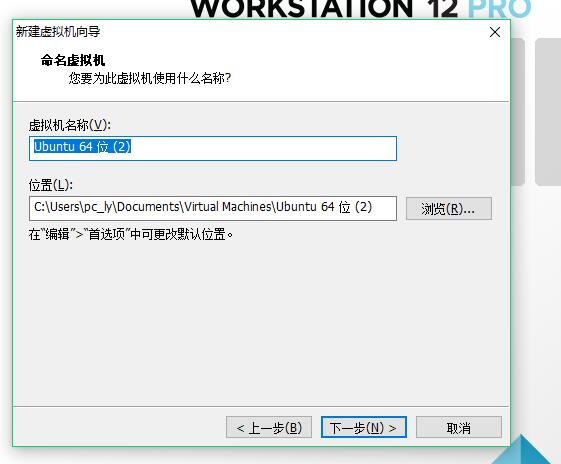 WORKSTATION 12 PRO
新建虚拟机向导
命名虚拟机
您要为此虚拟机使用什么名称?
虚拟机名称(V):
Ubuntu 64 位 (2)
位置(L):
C:\Users\pc_ly\Documents\Virtual Machines\Ubuntu 64 位 (2)
浏览(R)...
在"编辑">"首选项"中可更改默认位置。
< 上一步(B)
下一步(N) >
取消